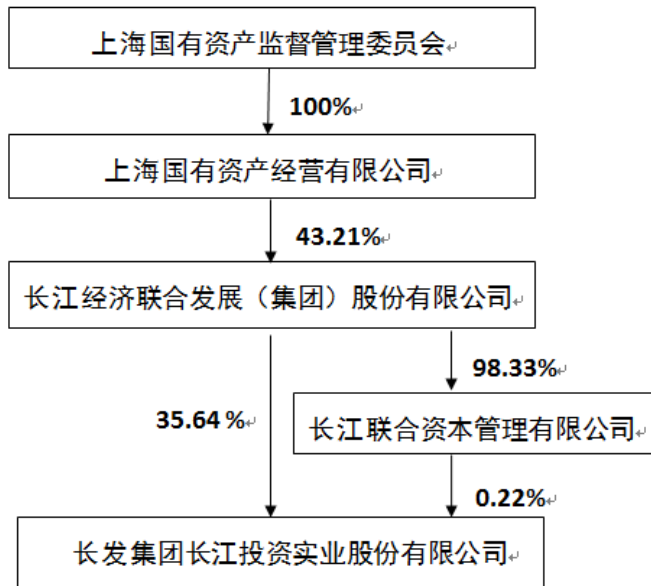 上海国有资产监督管理委员会
100%
上海国有资产经营有限公司
43.21%
长江经济联合发展（集团）股份有限公司
98.33%
35.64 %
长江联合资本管理有限公司
0.22%
长发集团长江投资实业股份有限公司